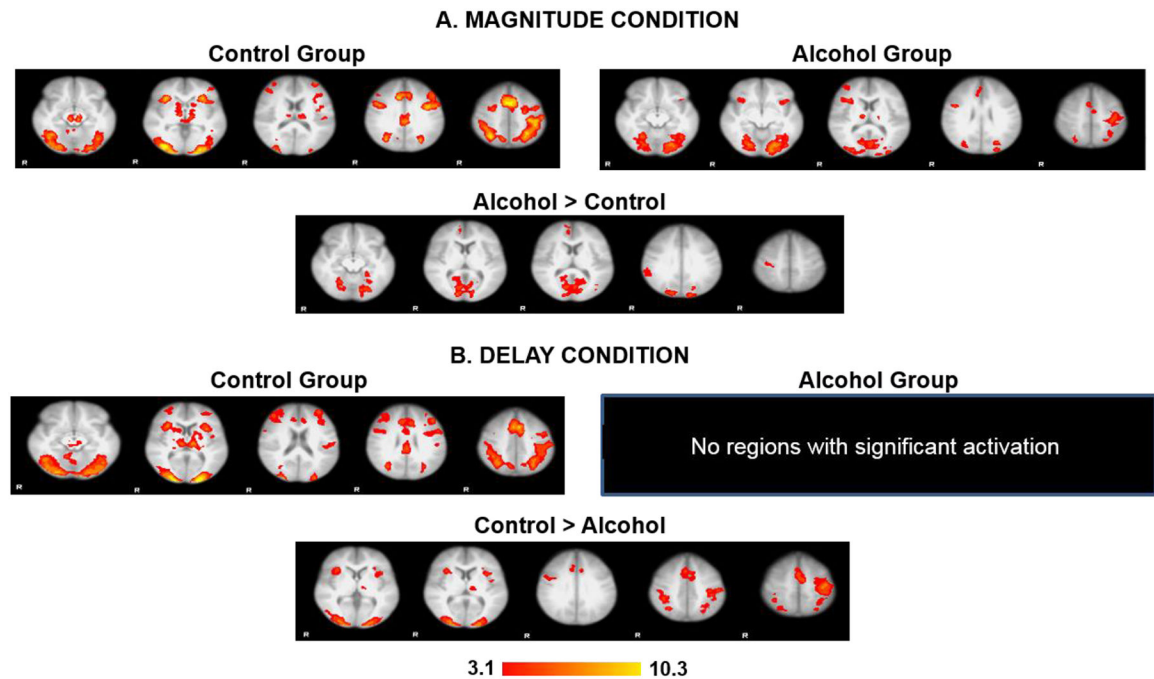 A. MAGNITUDE CONDITION
Control Group
Alcohol Group
R R R R R
R R R R R
Alcohol > Control
R R R R R
B. DELAY CONDITION
Control Group
Alcohol Group
R R R R R
No regions with significant activation
Control > Alcohol
R R R R R
3.1 10.3